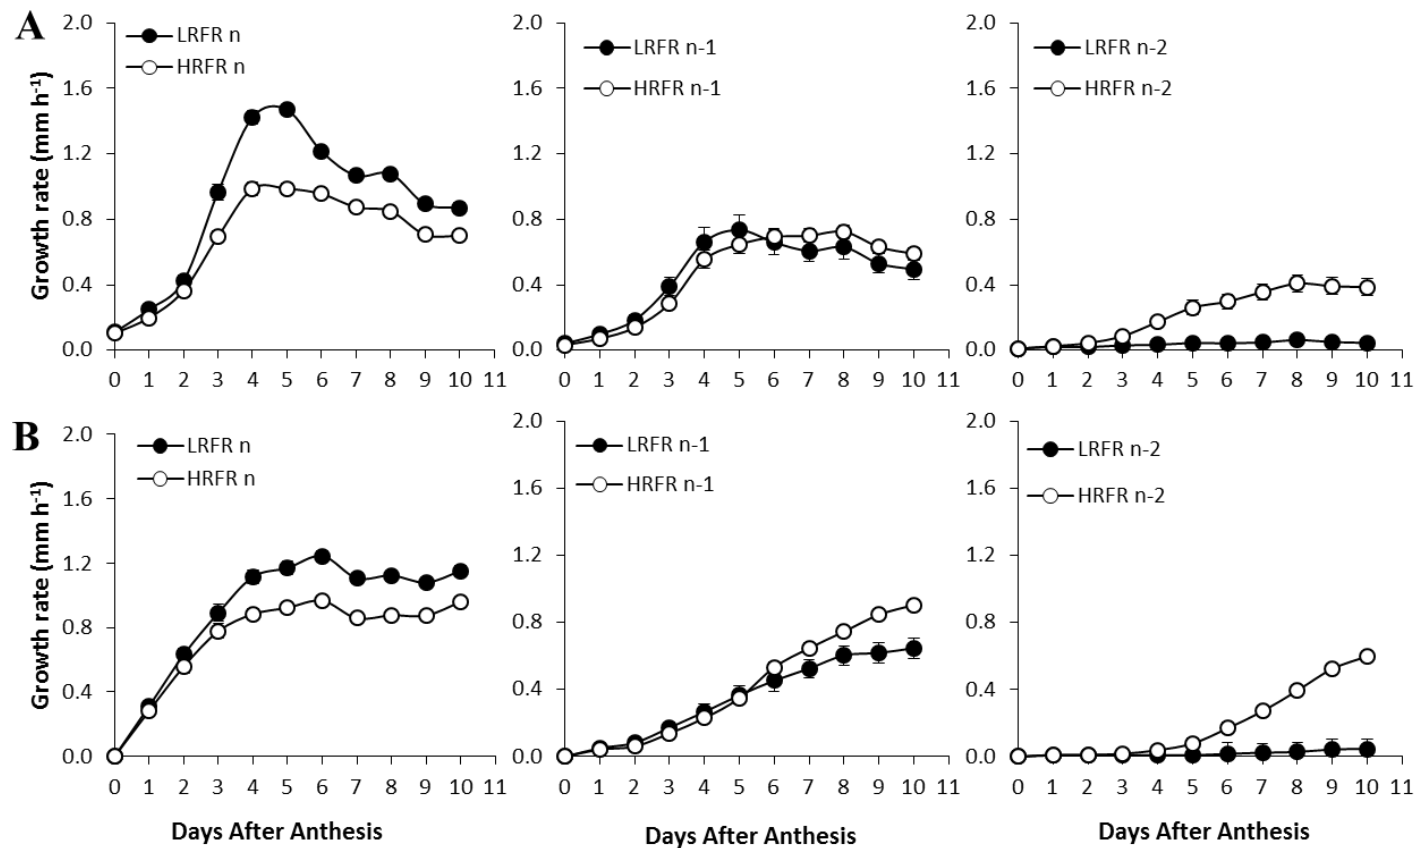 A
Growth rate (mm h-1)
2.0
1.6
1.2
0.8
0.4
0.0
LRFR n
HRFR n
0 1 2 3 4 5 6 7 8 9 10 11
2.0
1.6
1.2
0.8
0.4
0.0
LRFR n-1
HRFR n-1
0 1 2 3 4 5 6 7 8 9 10 11
2.0
1.6
1.2
0.8
0.4
0.0
LRFR n-2
HRFR n-2
0 1 2 3 4 5 6 7 8 9 10 11
B
Growth rate (mm h-1)
2.0
1.6
1.2
0.8
0.4
0.0
LRFR n
HRFR n
0 1 2 3 4 5 6 7 8 9 10 11
Days After Anthesis
2.0
1.6
1.2
0.8
0.4
0.0
LRFR n-1
HRFR n-1
0 1 2 3 4 5 6 7 8 9 10 11
Days After Anthesis
2.0
1.6
1.2
0.8
0.4
0.0
LRFR n-2
HRFR n-2
0 1 2 3 4 5 6 7 8 9 10 11
Days After Anthesis